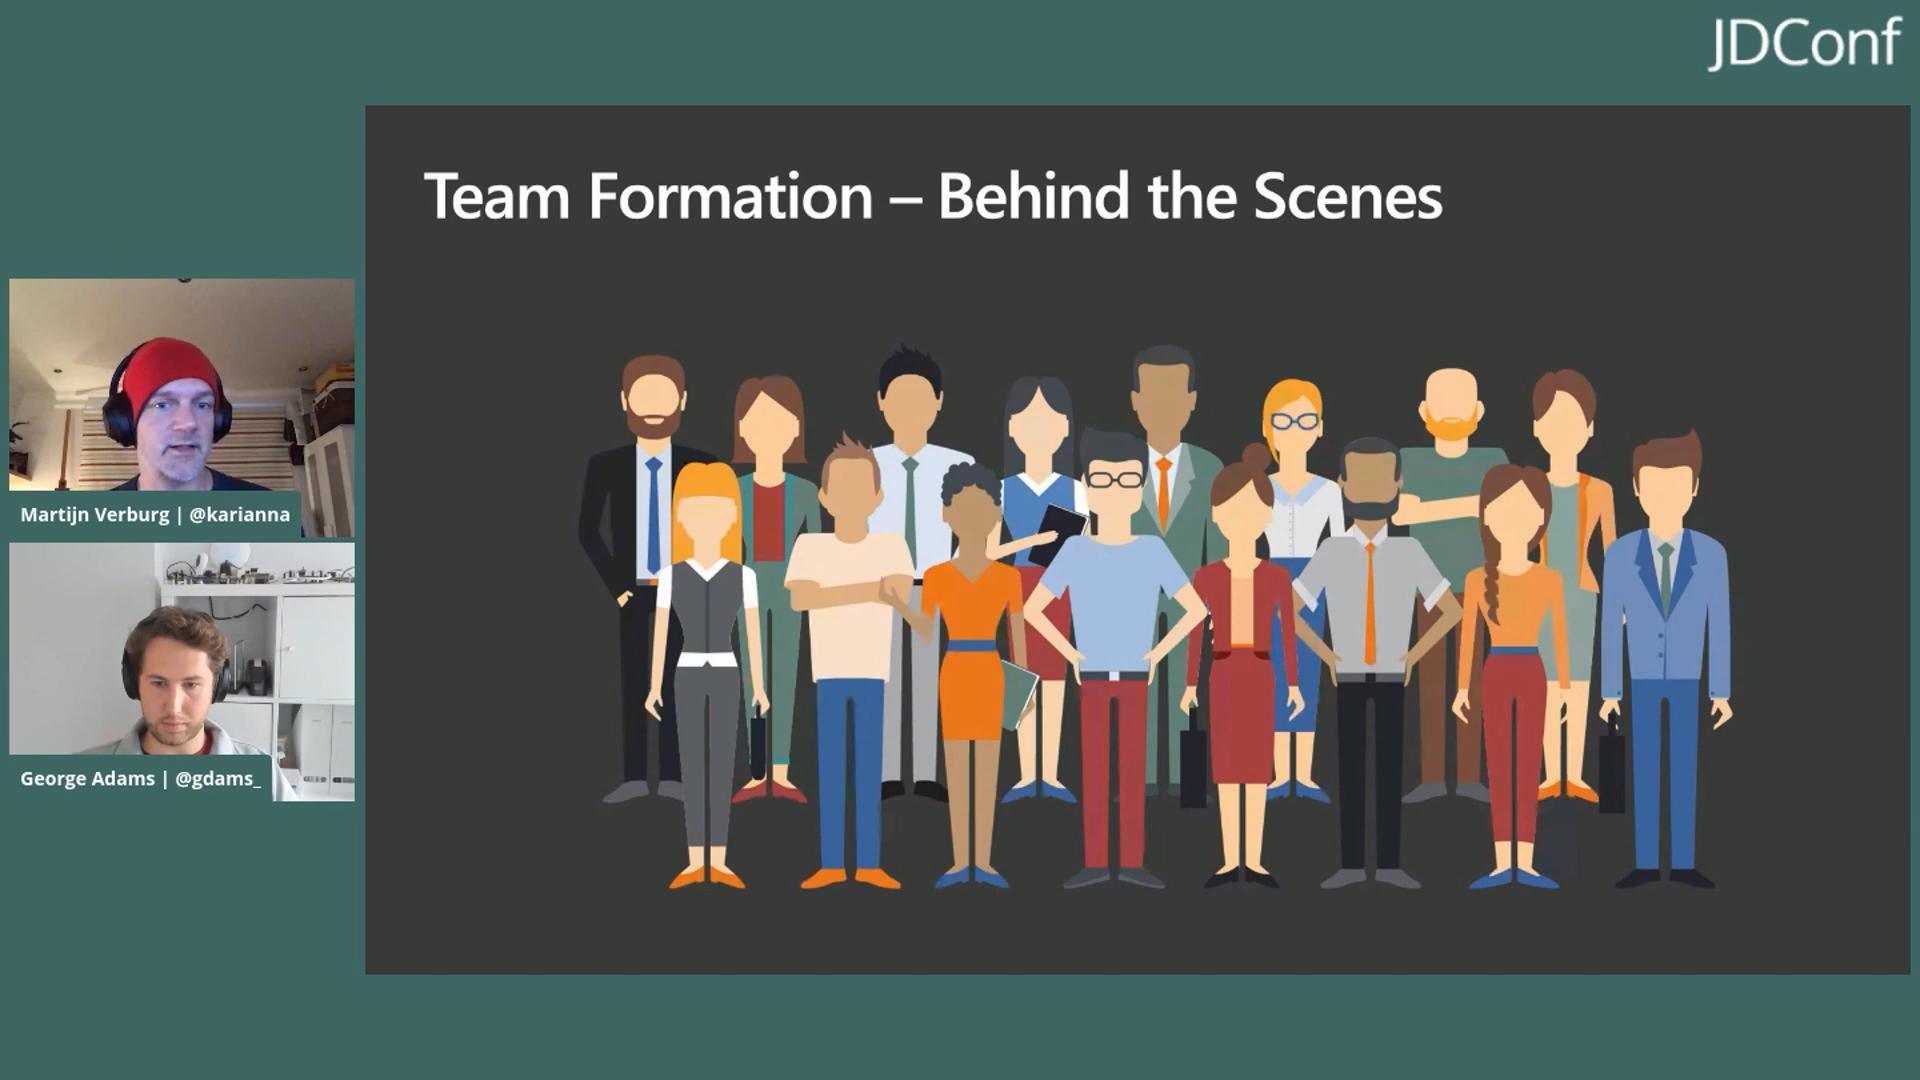 JDConf
Team Formation – Behind the Scenes
Martijn Verburg | @karianna
George Adams | @gdams_